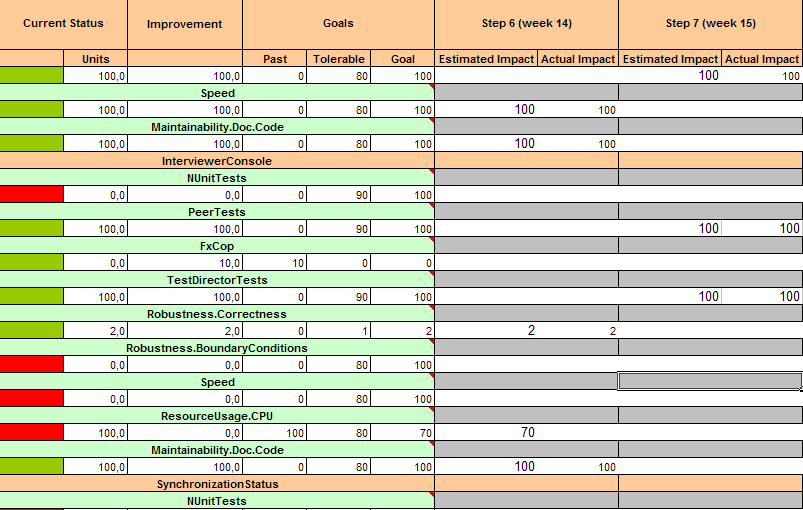 Current Status Improvement Goals Step 6 (week 14) Step 7 (week 15)
Units Past Tolerable Goal Estimated Impact Actual Impact Estimated Impact Actual Impact
100,0 100,0 0 80 100 100 100
Speed
100,0 100,0 0 80 100 100 100
Maintainability.Doc.Code
100,0 100,0 0 80 100 100 100
InterviewerConsole
NUnitTests
0,0 0,0 0 90 100
PeerTests
100,0 100,0 0 90 100 100 100
FxCop
0,0 10,0 10 0 0
TestDirectorTests
100,0 100,0 0 90 100 100 100
Robustness.Correctness
2,0 2,0 0 1 2 2 2
Robustness.BoundaryConditions
0,0 0,0 0 80 100
Speed
0,0 0,0 0 80 100
ResourceUsage.CPU
100,0 0,0 100 80 70 70
Maintainability.Doc.Code
100,0 100,0 0 80 100 100 100
SynchronizationStatus
NUnitTests